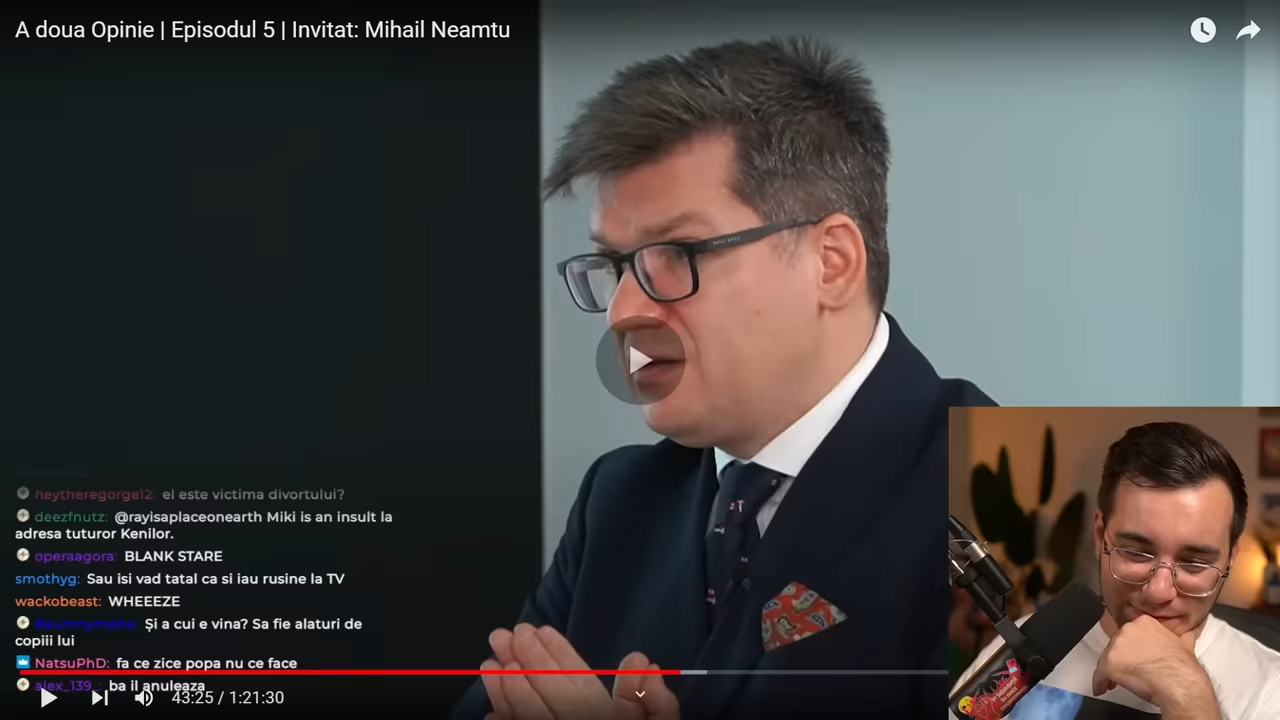 A doua Opinie | Episodul 5 | Invitat: Mihail Neamtu
heytheregorge12: el este victima divortului?
deezfnutz: @rayisaplaceonearth Miki is an insult la
adresa tuturor Kenilor.
operaagora: BLANK STARE
smothyg: Sau isi vad tatal ca si iau rusine la TV
wackobeast: WHEEEZE
Și a cui e vina? Sa fie alaturi de
copiii lui
NatsuPhD: fa ce zice popa nu ce face
alex_139_: ba il anuleaza
43:25 / 1:21:30